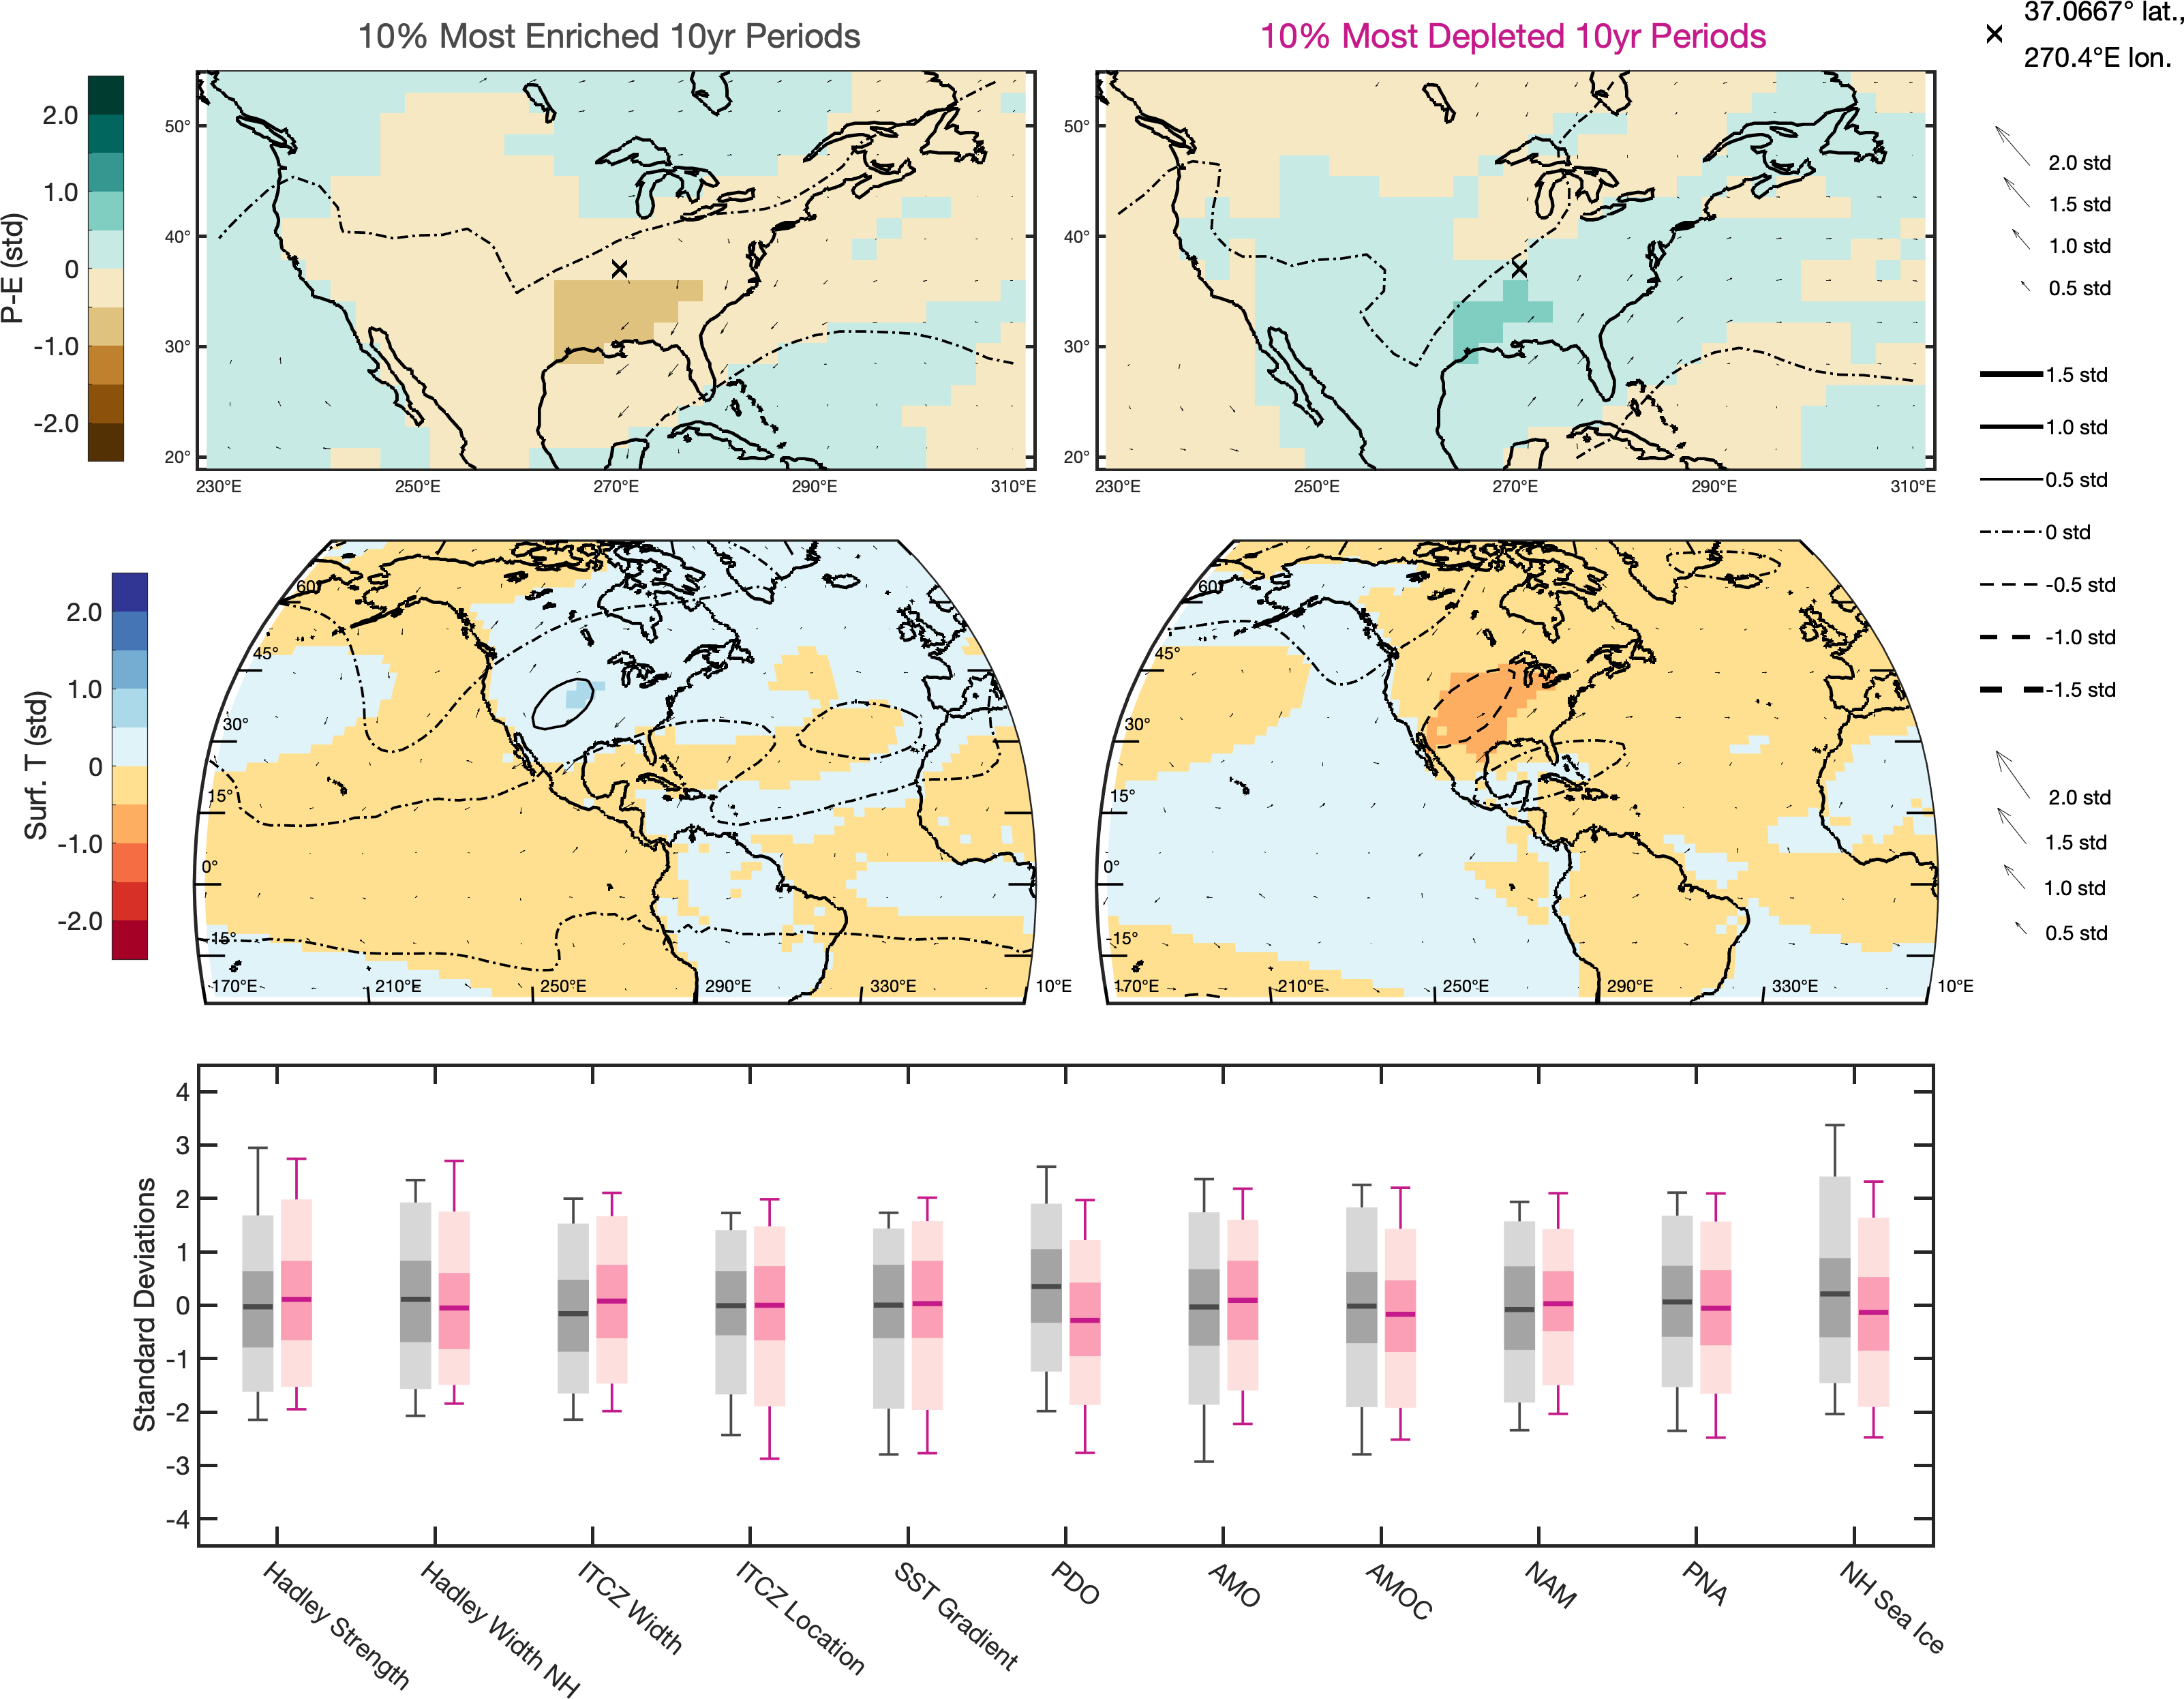 10% Most Enriched 10yr Periods
10% Most Depleted 10yr Periods
37.0667° lat.,
270.4°E lon.
P-E (std)
2.0
1.0
0
-1.0
-2.0
50°
40°
30°
20°
230°E
250°E
270°E
290°E
310°E
50°
40°
30°
20°
230°E
250°E
270°E
290°E
310°E
2.0 std
1.5 std
1.0 std
0.5 std
1.5 std
1.0 std
0.5 std
0 std
-0.5 std
-1.0 std
-1.5 std
Surf. T (std)
2.0
1.0
0
-1.0
-2.0
60°
45°
30°
15°
0°
-15°
170°E
210°E
250°E
290°E
330°E
10°E
60°
45°
30°
15°
0°
-15°
170°E
210°E
250°E
290°E
330°E
10°E
2.0 std
1.5 std
1.0 std
0.5 std
Standard Deviations
4
3
2
1
0
-1
-2
-3
-4
Hadley Strength
Hadley Width NH
ITCZ Width
ITCZ Location
SST Gradient
PDO
AMO
AMOC
NAM
PNA
NH Sea Ice